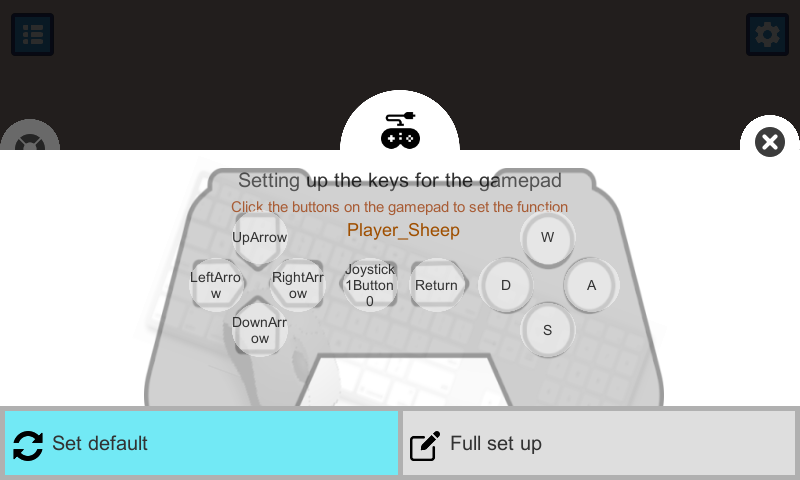 Setting up the keys for the gamepad
Click the buttons on the gamepad to set the function
Player_Sheep
UpArrow
W
LeftArro
w
RightArr
ow
Joystick
1Button
0
Return
D
A
DownArr
ow
S
Set default
Full set up